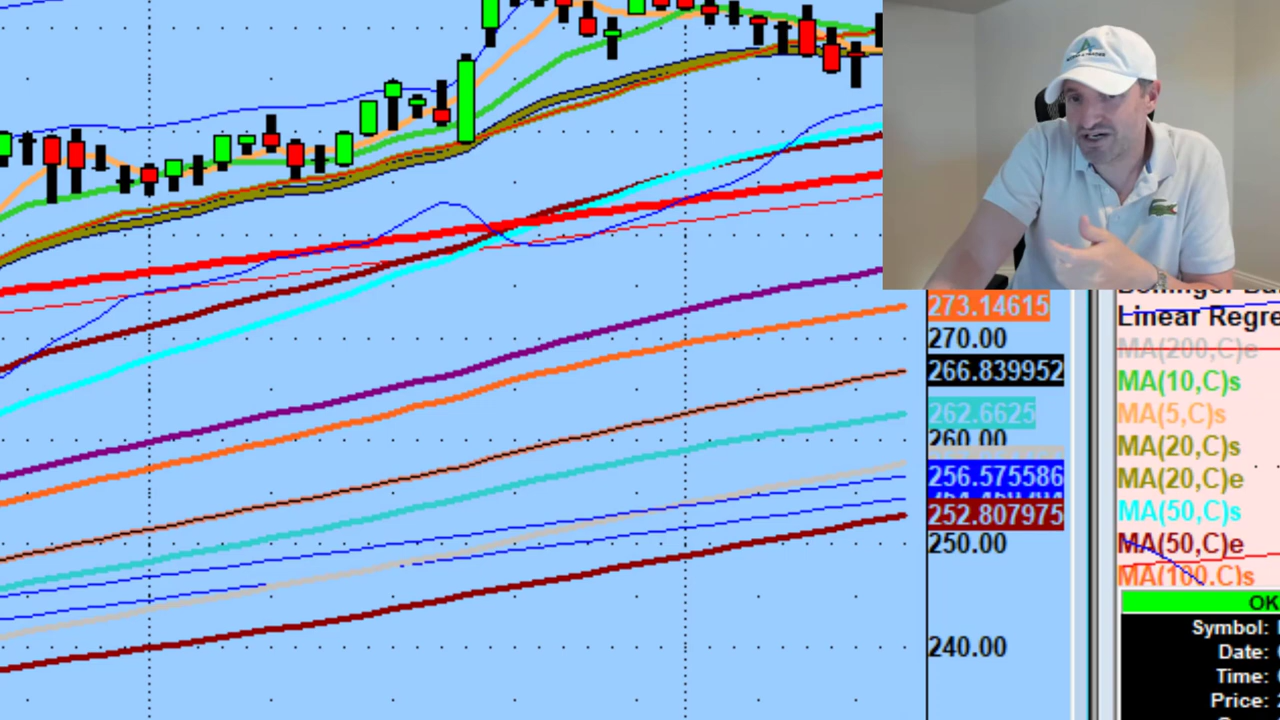 273.14615
270.00
266.839952
262.6625
260.00
256.575586
252.807975
250.00
240.00
Linear Regre
MA(200,C)e
MA(10,C)s
MA(5,C)s
MA(20,C)s
MA(20,C)e
MA(50,C)s
MA(50,C)e
MA(100,C)s
OK
Symbol:
Date:
Time:
Price: